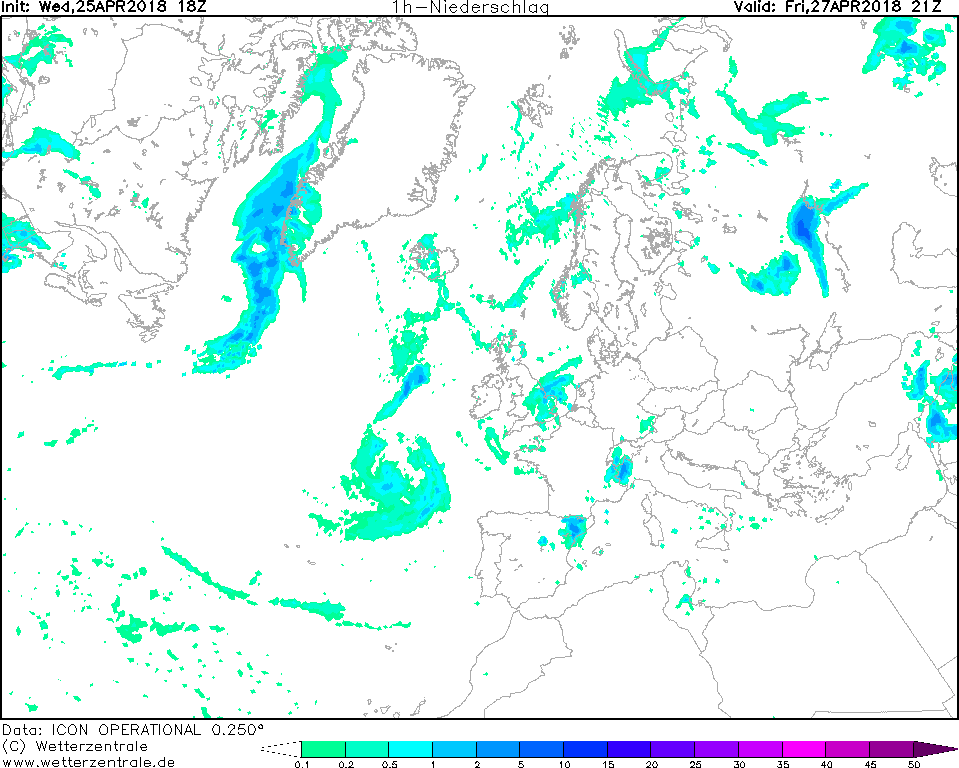 Init: Wed,25APR2018 18Z 1h-Niederschlag Valid: Fri,27APR2018 21Z
Data: ICON OPERATIONAL 0.250°
(C) Wetterzentrale
www.wetterzentrale.de
0.1 0.2 0.5 1 2 5 10 15 20 25 30 35 40 45 50